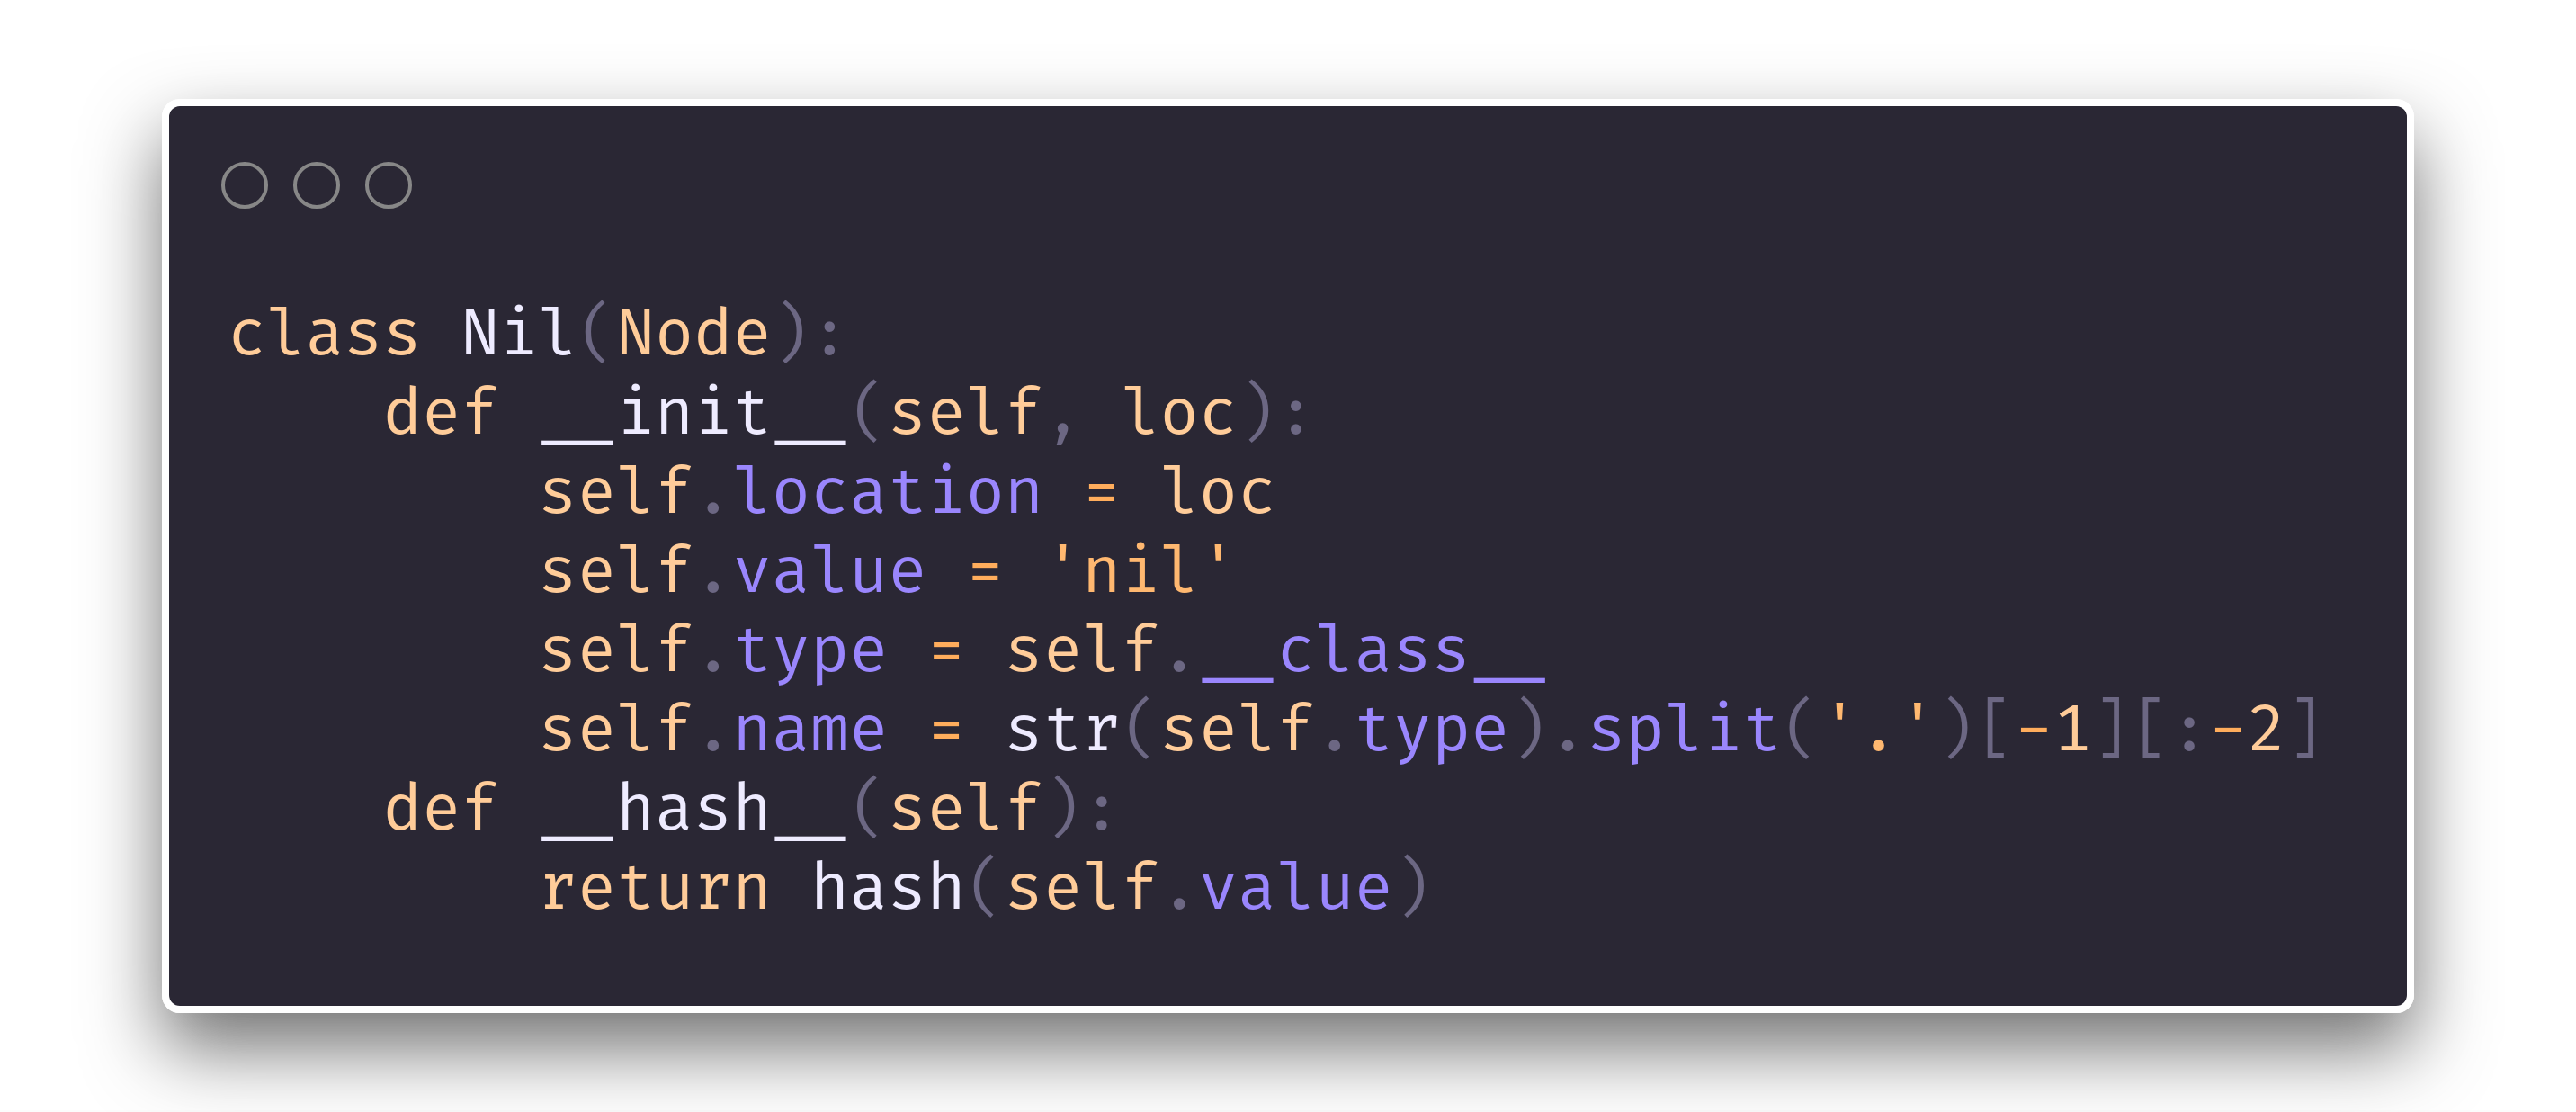 class Nil(Node):
    def __init__(self, loc):
        self.location = loc
        self.value = 'nil'
        self.type = self.__class__
        self.name = str(self.type).split('.')[-1][:-2]
    def __hash__(self):
        return hash(self.value)